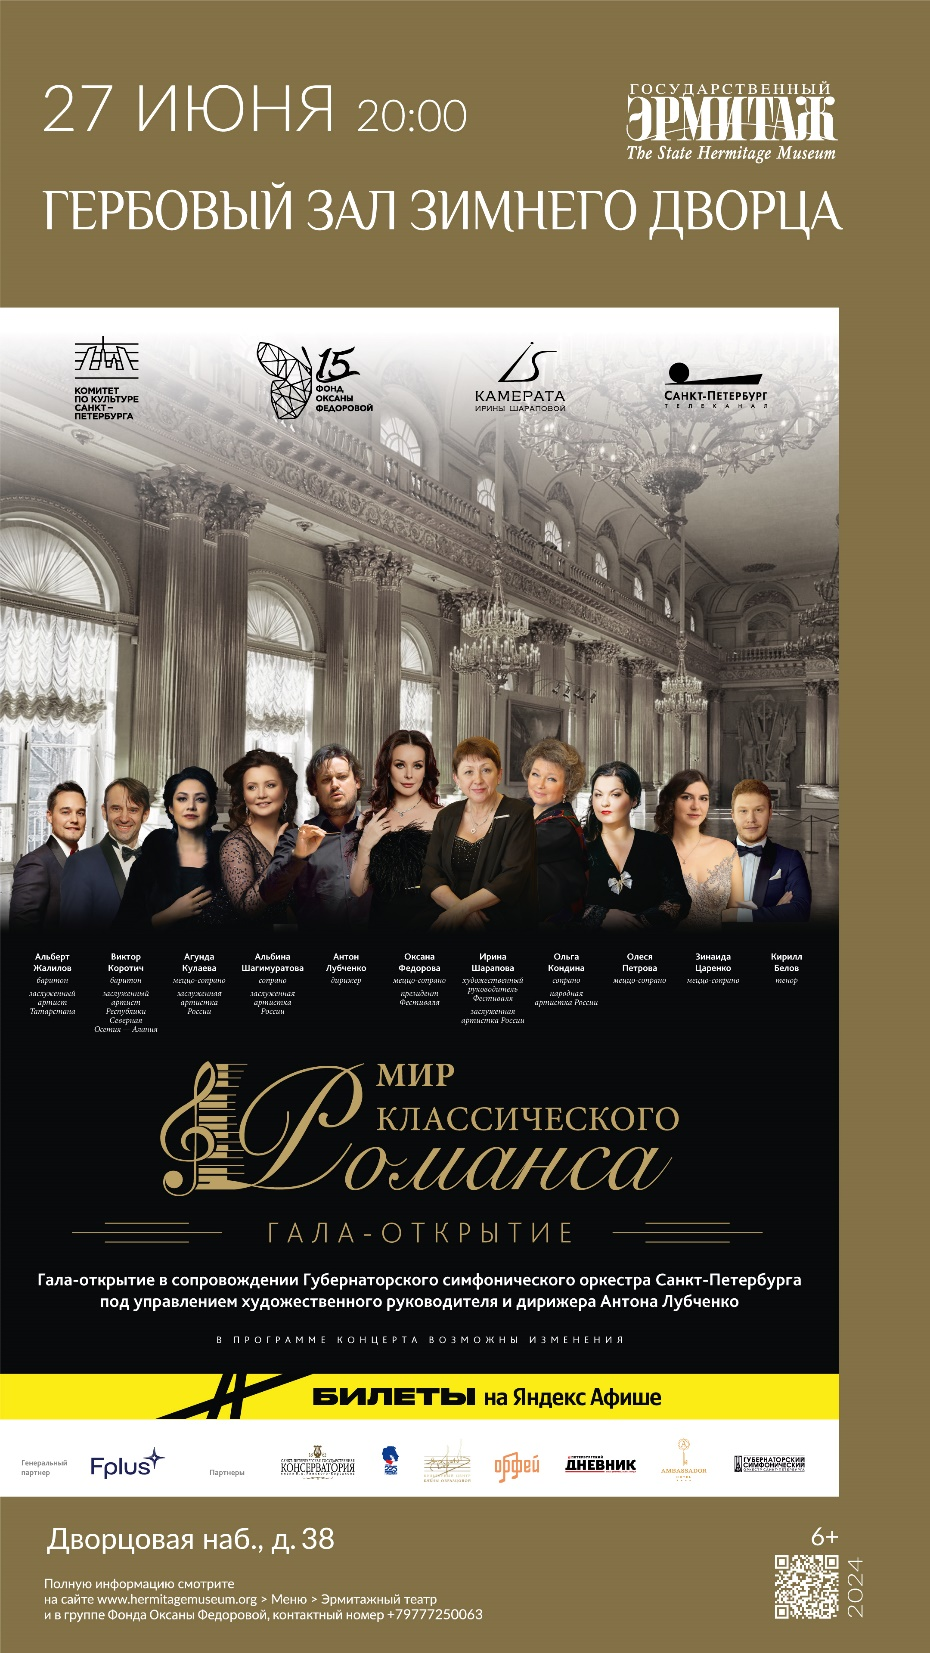 27 ИЮНЯ 20:00
ГОСУДАРСТВЕННЫЙ
ЭРМИТАЖ
The State Hermitage Museum
ГЕРБОВЫЙ ЗАЛ ЗИМНЕГО ДВОРЦА
КОМИТЕТ
ПО КУЛЬТУРЕ
САНКТ–
ПЕТЕРБУРГА
15
ФОНД
ОКСАНЫ
ФЕДОРОВОЙ
КАМЕРАТА
ИРИНЫ ШАРАПОВОЙ
САНКТ-ПЕТЕРБУРГ
ТЕЛЕКАНАЛ
Альберт
Жалилов
баритон
заслуженный
артист
Татарстана
Виктор
Коротич
баритон
заслуженный
артист
Республики
Северная
Осетия — Алания
Агунда
Кулаева
меццо-сопрано
заслуженная
артистка
России
Альбина
Шагимуратова
сопрано
заслуженная
артистка
России
Антон
Лубченко
дирижер
Оксана
Федорова
меццо-сопрано
президент
Фестиваля
Ирина
Шарапова
художественный
руководитель
Фестиваля
заслуженная
артистка России
Ольга
Кондина
сопрано
народная
артистка России
Олеся
Петрова
меццо-сопрано
Зинаида
Царенко
меццо-сопрано
Кирилл
Белов
тенор
МИР
КЛАССИЧЕСКОГО
Романса
ГАЛА-ОТКРЫТИЕ
Гала-открытие в сопровождении Губернаторского симфонического оркестра Санкт-Петербурга
под управлением художественного руководителя и дирижера Антона Лубченко
В ПРОГРАММЕ КОНЦЕРТА ВОЗМОЖНЫ ИЗМЕНЕНИЯ
БИЛЕТЫ на Яндекс Афише
Генеральный
партнер
Fplus
Партнеры
КОНСЕРВАТОРИЯ
225
орфей
ДНЕВНИК
AMBASSADOR
ГУБЕРНАТОРСКИЙ
СИМФОНИЧЕСКИЙ
Дворцовая наб., д. 38
6+
Полную информацию смотрите
на сайте www.hermitagemuseum.org > Меню > Эрмитажный театр
и в группе Фонда Оксаны Федоровой, контактный номер +79777250063
2024